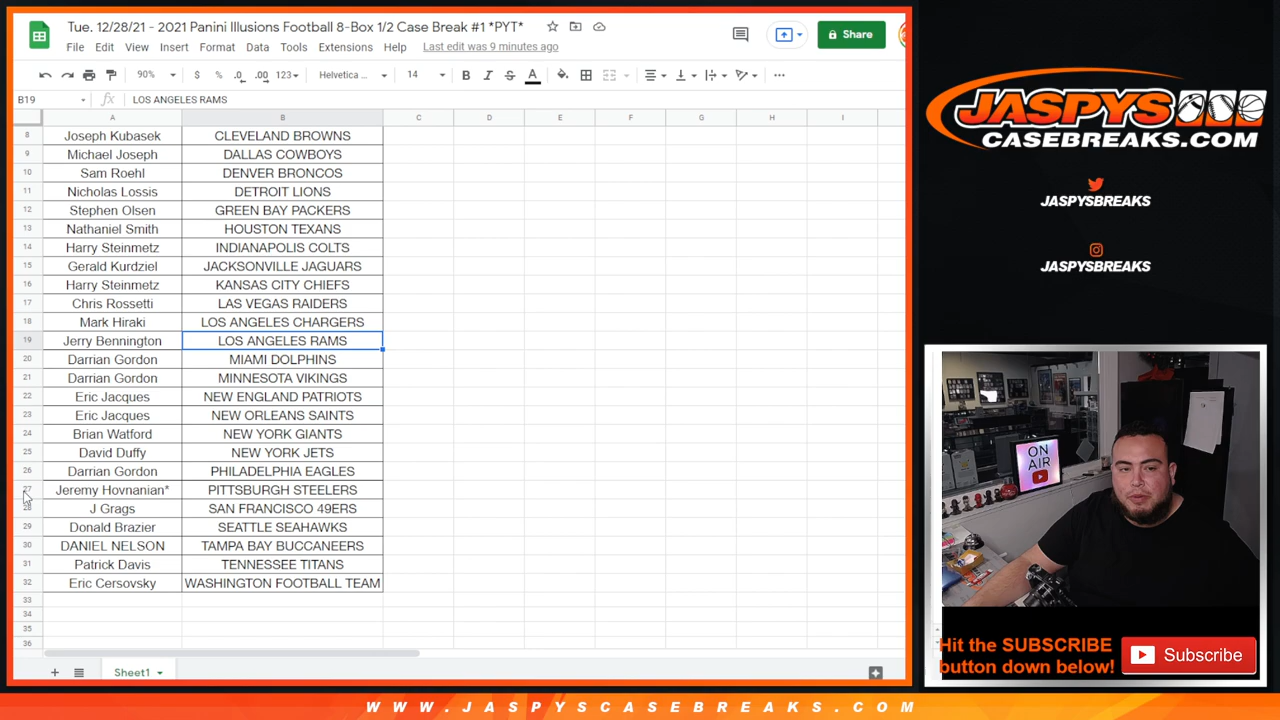 Tue. 12/28/21 - 2021 Panini Illusions Football 8-Box 1/2 Case Break #1 *PYT*
File Edit View Insert Format Data Tools Extensions Help Last edit was 9 minutes ago
Share
90% $ % .0 .00 123 Helvetica ... 14 B I S A
B19 fx LOS ANGELES RAMS
A B C D E F G H I
8 Joseph Kubasek CLEVELAND BROWNS
9 Michael Joseph DALLAS COWBOYS
10 Sam Roehl DENVER BRONCOS
11 Nicholas Lossis DETROIT LIONS
12 Stephen Olsen GREEN BAY PACKERS
13 Nathaniel Smith HOUSTON TEXANS
14 Harry Steinmetz INDIANAPOLIS COLTS
15 Gerald Kurdziel JACKSONVILLE JAGUARS
16 Harry Steinmetz KANSAS CITY CHIEFS
17 Chris Rossetti LAS VEGAS RAIDERS
18 Mark Hiraki LOS ANGELES CHARGERS
19 Jerry Bennington LOS ANGELES RAMS
20 Darrian Gordon MIAMI DOLPHINS
21 Darrian Gordon MINNESOTA VIKINGS
22 Eric Jacques NEW ENGLAND PATRIOTS
23 Eric Jacques NEW ORLEANS SAINTS
24 Brian Watford NEW YORK GIANTS
25 David Duffy NEW YORK JETS
26 Darrian Gordon PHILADELPHIA EAGLES
27 Jeremy Hovnanian* PITTSBURGH STEELERS
28 J Grags SAN FRANCISCO 49ERS
29 Donald Brazier SEATTLE SEAHAWKS
30 DANIEL NELSON TAMPA BAY BUCCANEERS
31 Patrick Davis TENNESSEE TITANS
32 Eric Cersovsky WASHINGTON FOOTBALL TEAM
33
34
35
36
Sheet1
JASPYS
CASEBREAKS.COM
JASPYSBREAKS
JASPYSBREAKS
ON
AIR
Hit the SUBSCRIBE
button down below!
Subscribe
WWW.JASPYSCASEBREAKS.COM